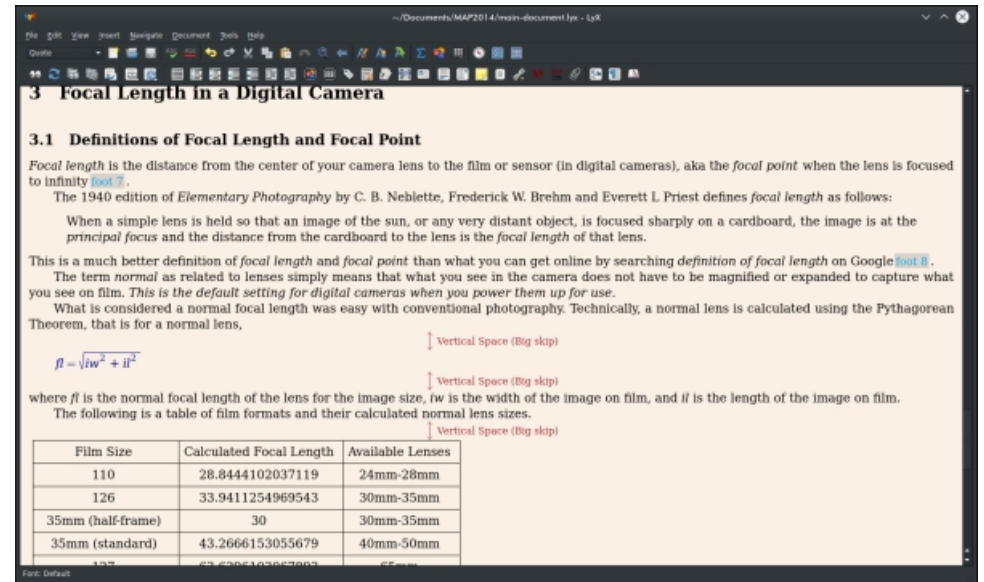 ~/Documents/MAP2014/main-document.lyx - LyX
File Edit View Insert Navigate Document Tools Help
Quote
3 Focal Length in a Digital Camera
3.1 Definitions of Focal Length and Focal Point
Focal length is the distance from the center of your camera lens to the film or sensor (in digital cameras), aka the focal point when the lens is focused
to infinity foot 7 .
The 1940 edition of Elementary Photography by C. B. Neblette, Frederick W. Brehm and Everett L Priest defines focal length as follows:
When a simple lens is held so that an image of the sun, or any very distant object, is focused sharply on a cardboard, the image is at the
principal focus and the distance from the cardboard to the lens is the focal length of that lens.
This is a much better definition of focal length and focal point than what you can get online by searching definition of focal length on Google foot 8 .
The term normal as related to lenses simply means that what you see in the camera does not have to be magnified or expanded to capture what
you see on film. This is the default setting for digital cameras when you power them up for use.
What is considered a normal focal length was easy with conventional photography. Technically, a normal lens is calculated using the Pythagorean
Theorem, that is for a normal lens,
Vertical Space (Big skip)
fl = √iw² + il²
Vertical Space (Big skip)
where fl is the normal focal length of the lens for the image size, iw is the width of the image on film, and il is the length of the image on film.
The following is a table of film formats and their calculated normal lens sizes.
Vertical Space (Big skip)
Film Size Calculated Focal Length Available Lenses
110 28.8444102037119 24mm-28mm
126 33.9411254969543 30mm-35mm
35mm (half-frame) 30 30mm-35mm
35mm (standard) 43.2666153055679 40mm-50mm
Font: Default